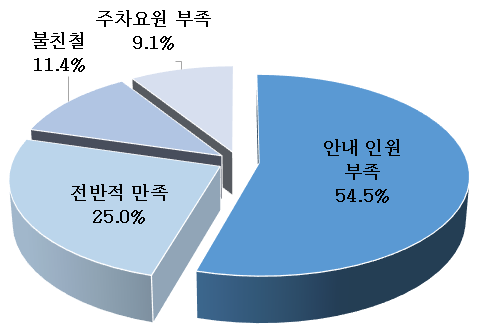 주차요원 부족
9.1%
불친철
11.4%
안내 인원
부족
54.5%
전반적 만족
25.0%